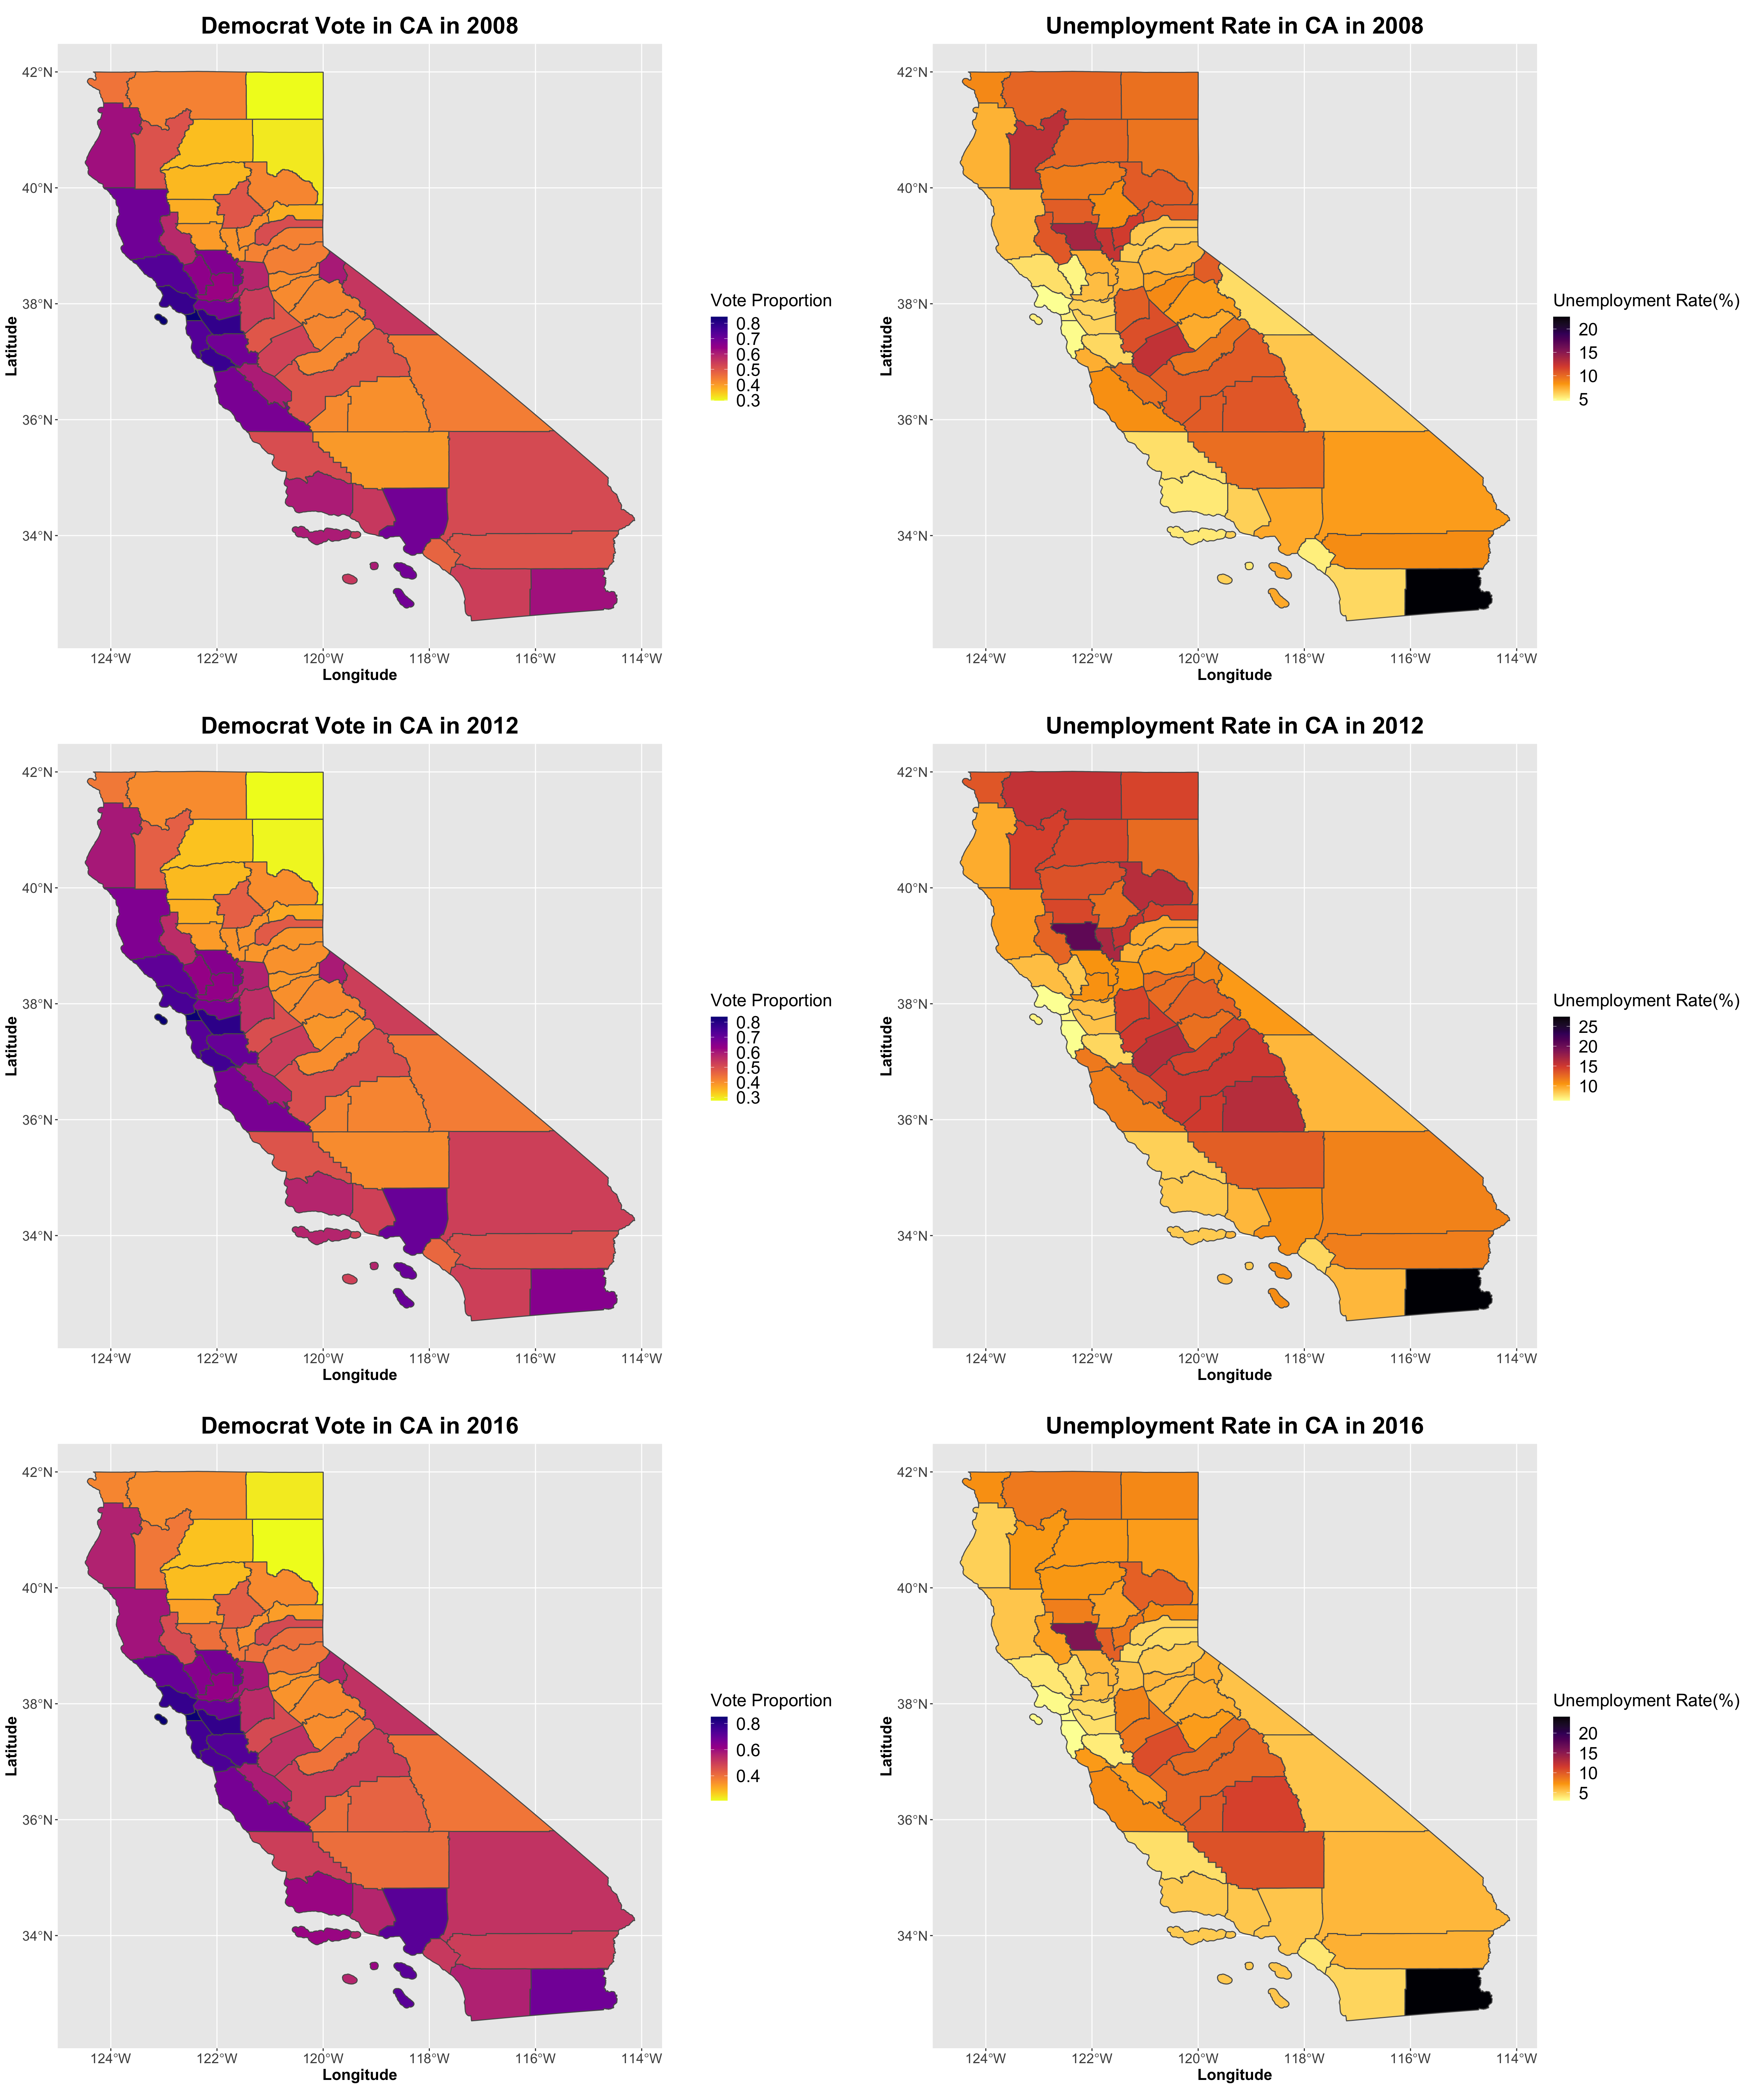 Democrat Vote in CA in 2008
42°N
40°N
38°N
36°N
34°N
Latitude
124°W 122°W 120°W 118°W 116°W 114°W
Longitude
Vote Proportion
0.8
0.7
0.6
0.5
0.4
0.3
Unemployment Rate in CA in 2008
42°N
40°N
38°N
36°N
34°N
Latitude
124°W 122°W 120°W 118°W 116°W 114°W
Longitude
Unemployment Rate(%)
20
15
10
5
Democrat Vote in CA in 2012
42°N
40°N
38°N
36°N
34°N
Latitude
124°W 122°W 120°W 118°W 116°W 114°W
Longitude
Vote Proportion
0.8
0.7
0.6
0.5
0.4
0.3
Unemployment Rate in CA in 2012
42°N
40°N
38°N
36°N
34°N
Latitude
124°W 122°W 120°W 118°W 116°W 114°W
Longitude
Unemployment Rate(%)
25
20
15
10
Democrat Vote in CA in 2016
42°N
40°N
38°N
36°N
34°N
Latitude
124°W 122°W 120°W 118°W 116°W 114°W
Longitude
Vote Proportion
0.8
0.6
0.4
Unemployment Rate in CA in 2016
42°N
40°N
38°N
36°N
34°N
Latitude
124°W 122°W 120°W 118°W 116°W 114°W
Longitude
Unemployment Rate(%)
20
15
10
5